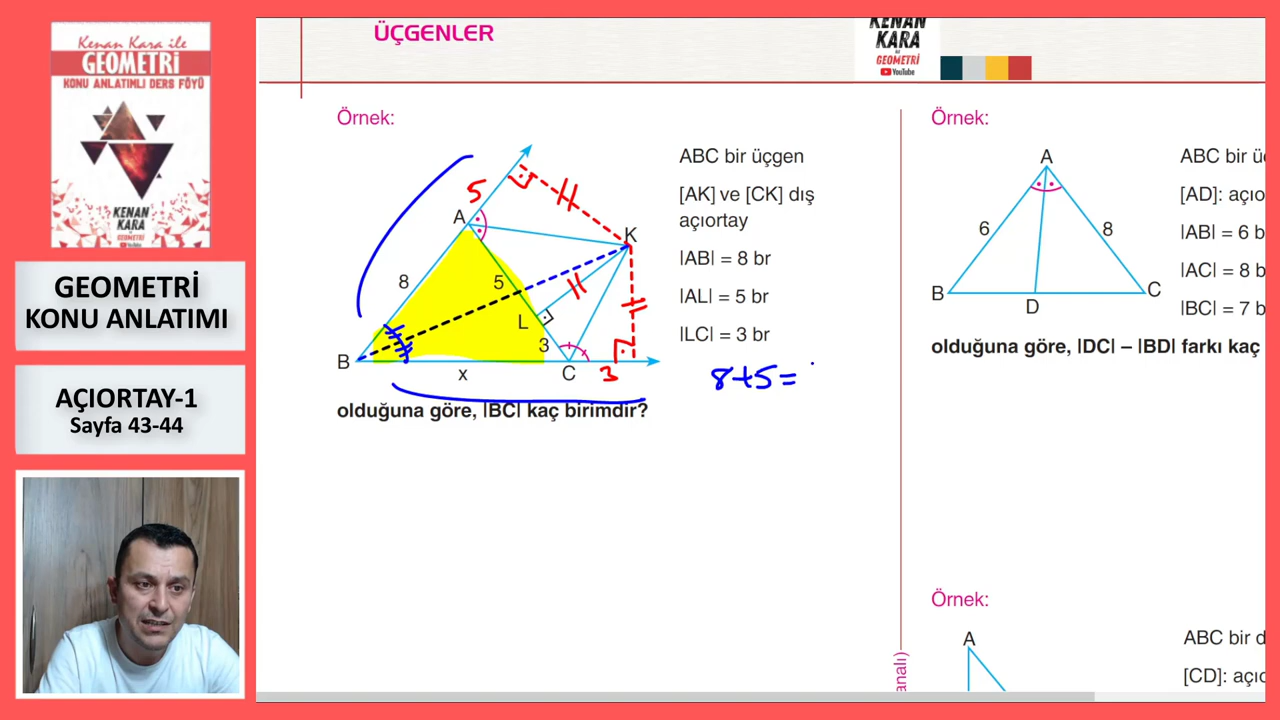 Kenan Kara ile
GEOMETRİ
KONU ANLATIMLI DERS FÖYÜ
KENAN
KARA
GEOMETRİ
KONU ANLATIMI
AÇIORTAY-1
Sayfa 43-44
ÜÇGENLER
KENAN
KARA
ile
GEOMETRİ
YouTube
Örnek:
5
A
K
8
5
L
3
B
x
C
3
ABC bir üçgen
[AK] ve [CK] dış
açıortay
|AB| = 8 br
|AL| = 5 br
|LC| = 3 br
8+5=
olduğuna göre, |BC| kaç birimdir?
Örnek:
A
6
8
B
D
C
ABC bir ü
[AD]: açıo
|AB| = 6 b
|AC| = 8 b
|BC| = 7 b
olduğuna göre, |DC| – |BD| farkı kaç
Örnek:
A
ABC bir d
[CD]: açıo
analı)